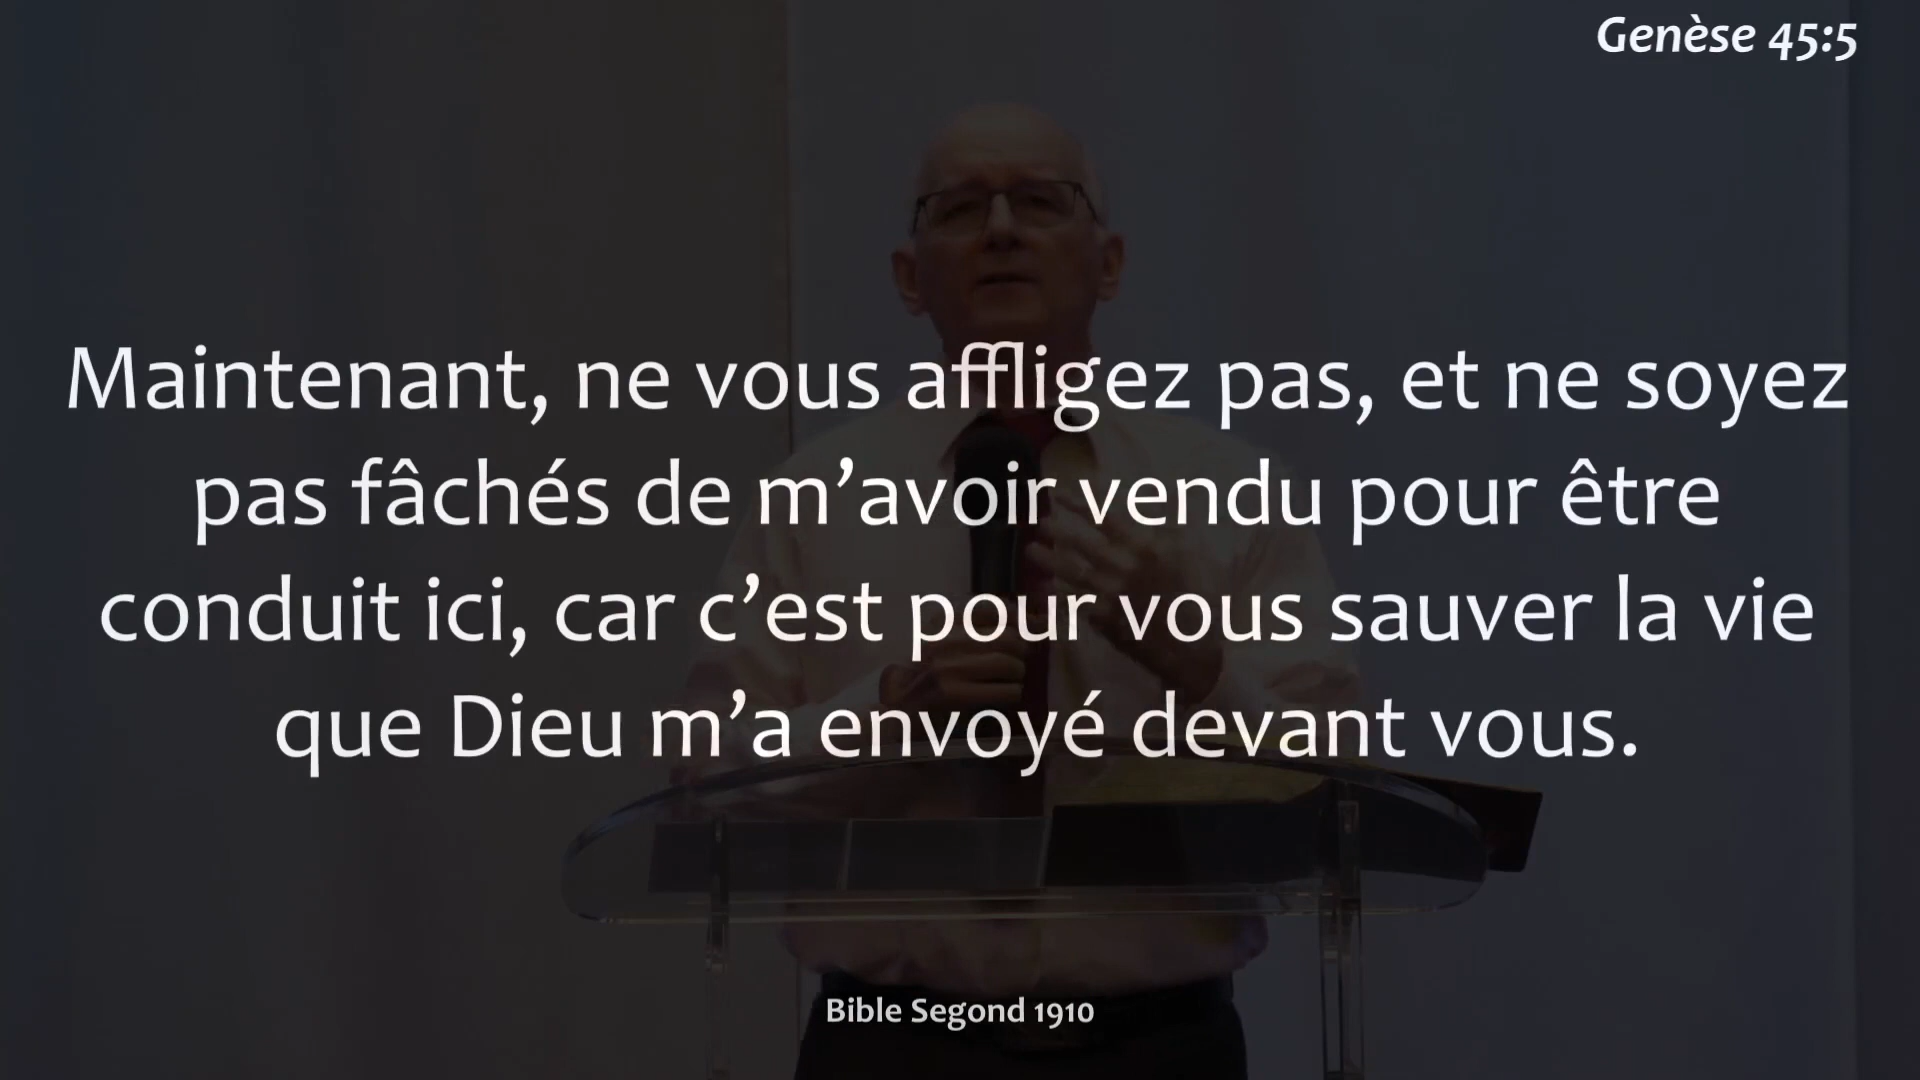 Genèse 45:5
Maintenant, ne vous affligez pas, et ne soyez
pas fâchés de m’avoir vendu pour être
conduit ici, car c’est pour vous sauver la vie
que Dieu m’a envoyé devant vous.
Bible Segond 1910